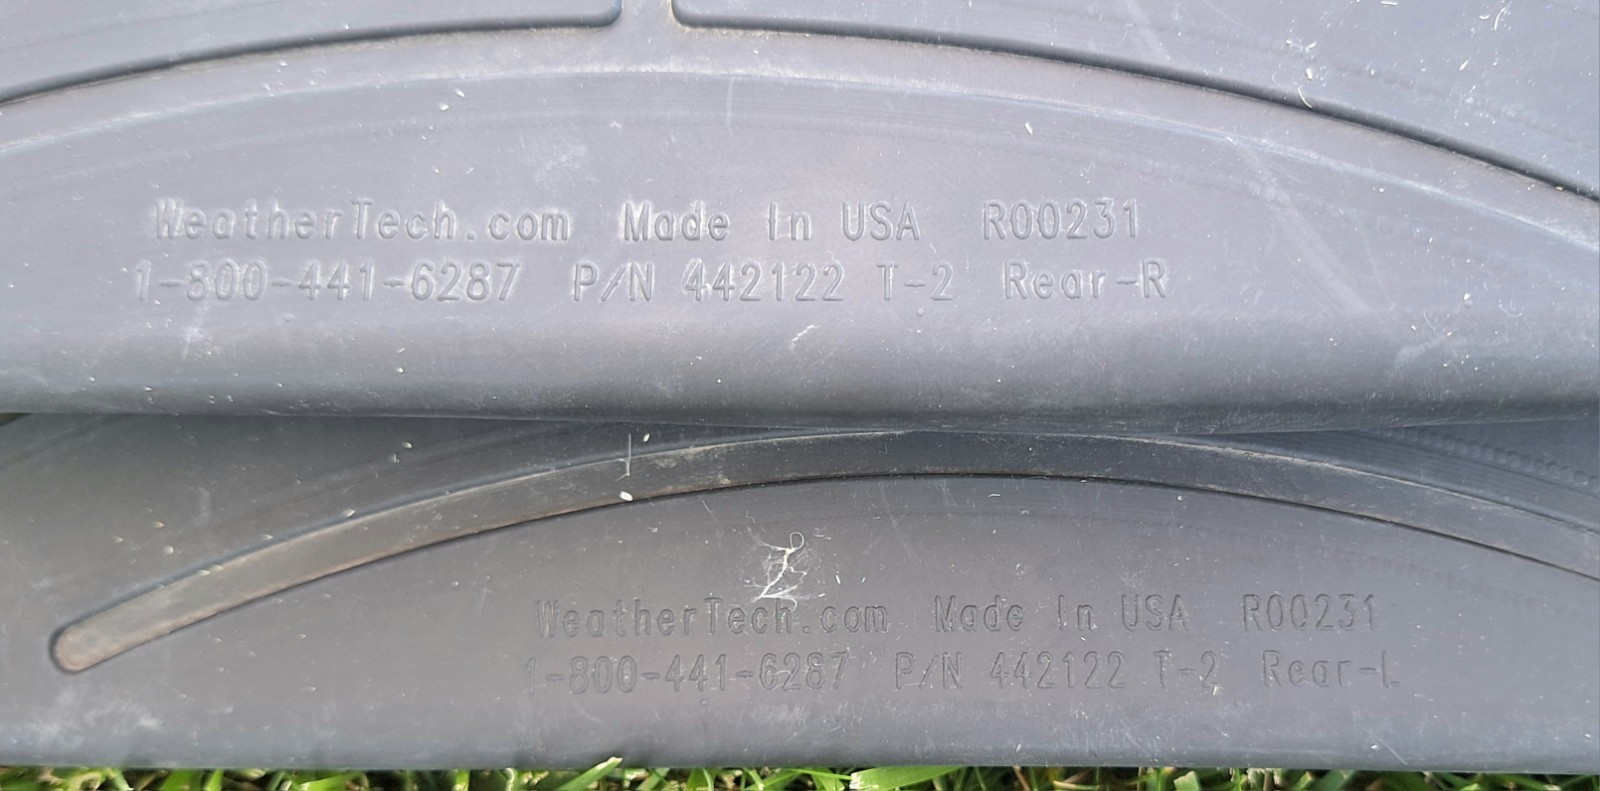 WeatherTech.com Made In USA R00231
1-800-441-6287 P/N 442122 T-2 Rear-R
WeatherTech.com Made In USA R00231
1-800-441-6287 P/N 442122 T-2 Rear-L